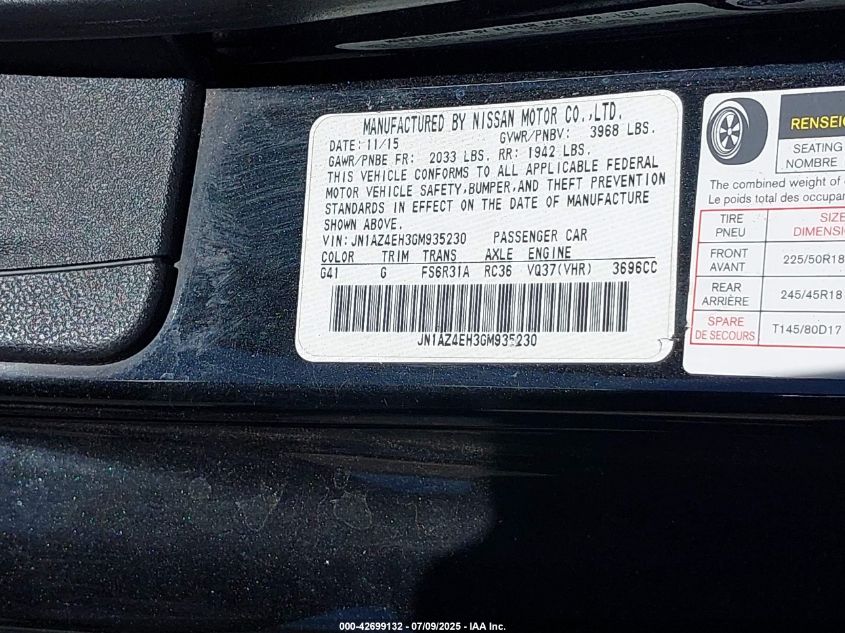 MANUFACTURED BY NISSAN MOTOR CO.,LTD.
DATE: 11/15 GVWR/PNBV: 3968 LBS.
GAWR/PNBE FR: 2033 LBS. RR: 1942 LBS.
THIS VEHICLE CONFORMS TO ALL APPLICABLE FEDERAL
MOTOR VEHICLE SAFETY,BUMPER,AND THEFT PREVENTION
STANDARDS IN EFFECT ON THE DATE OF MANUFACTURE
SHOWN ABOVE.
VIN: JN1AZ4EH3GM935230 PASSENGER CAR
COLOR TRIM TRANS AXLE ENGINE
G41 G FS6R31A RC36 VQ37(VHR) 3696CC
JN1AZ4EH3GM935230
RENSEIG
SEATING
NOMBRE
The combined weight of
Le poids total des occupan
TIRE SIZE
PNEU DIMENSION
FRONT
AVANT 225/50R18
REAR
ARRIÈRE 245/45R18
SPARE
DE SECOURS T145/80D17
000-42699132 - 07/09/2025 - IAA Inc.